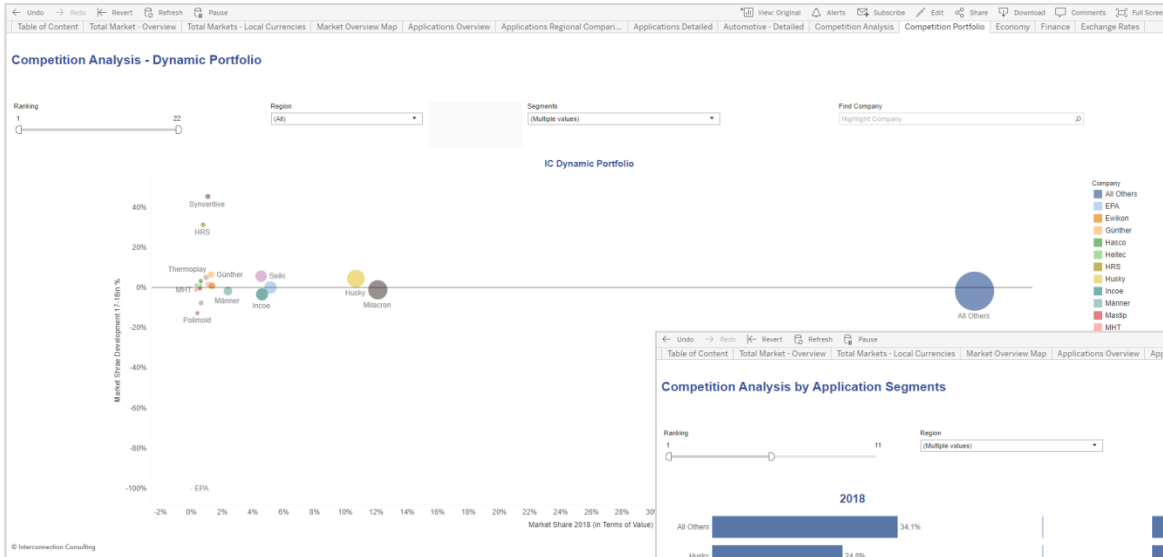 ← Undo → Redo Revert Refresh Pause View: Original Alerts Subscribe Edit Share Download Comments Full Scree
Table of Content Total Market - Overview Total Markets - Local Currencies Market Overview Map Applications Overview Applications Regional Compari... Applications Detailed Automotive - Detailed Competition Analysis Competition Portfolio Economy Finance Exchange Rates
Competition Analysis - Dynamic Portfolio
Ranking Region Segments Find Company
1 22 (All) (Multiple values) Highlight Company
IC Dynamic Portfolio
Company
All Others
EPA
Ewikon
Günther
Hasco
Heitec
HRS
Husky
Incoe
Männer
Mastip
MHT
Market Shrae Development 17-18in %
40%
20%
0%
-20%
-40%
-60%
-80%
-100%
Synventive
HRS
Thermoplay
Günther
Seiki
MHT
Männer
Incoe
Husky
Milacron
All Others
Polimold
- EPA
-2% 0% 2% 4% 6% 8% 10% 12% 14% 16% 18% 20% 22% 24% 26% 28% 30
Market Share 2018 (in Terms of Value)
© Interconnection Consulting
← Undo → Redo Revert Refresh Pause
Table of Content Total Market - Overview Total Markets - Local Currencies Market Overview Map Applications Overview App
Competition Analysis by Application Segments
Ranking Region
1 11 (Multiple values)
2018
All Others 34,1%
Husky 24,0%